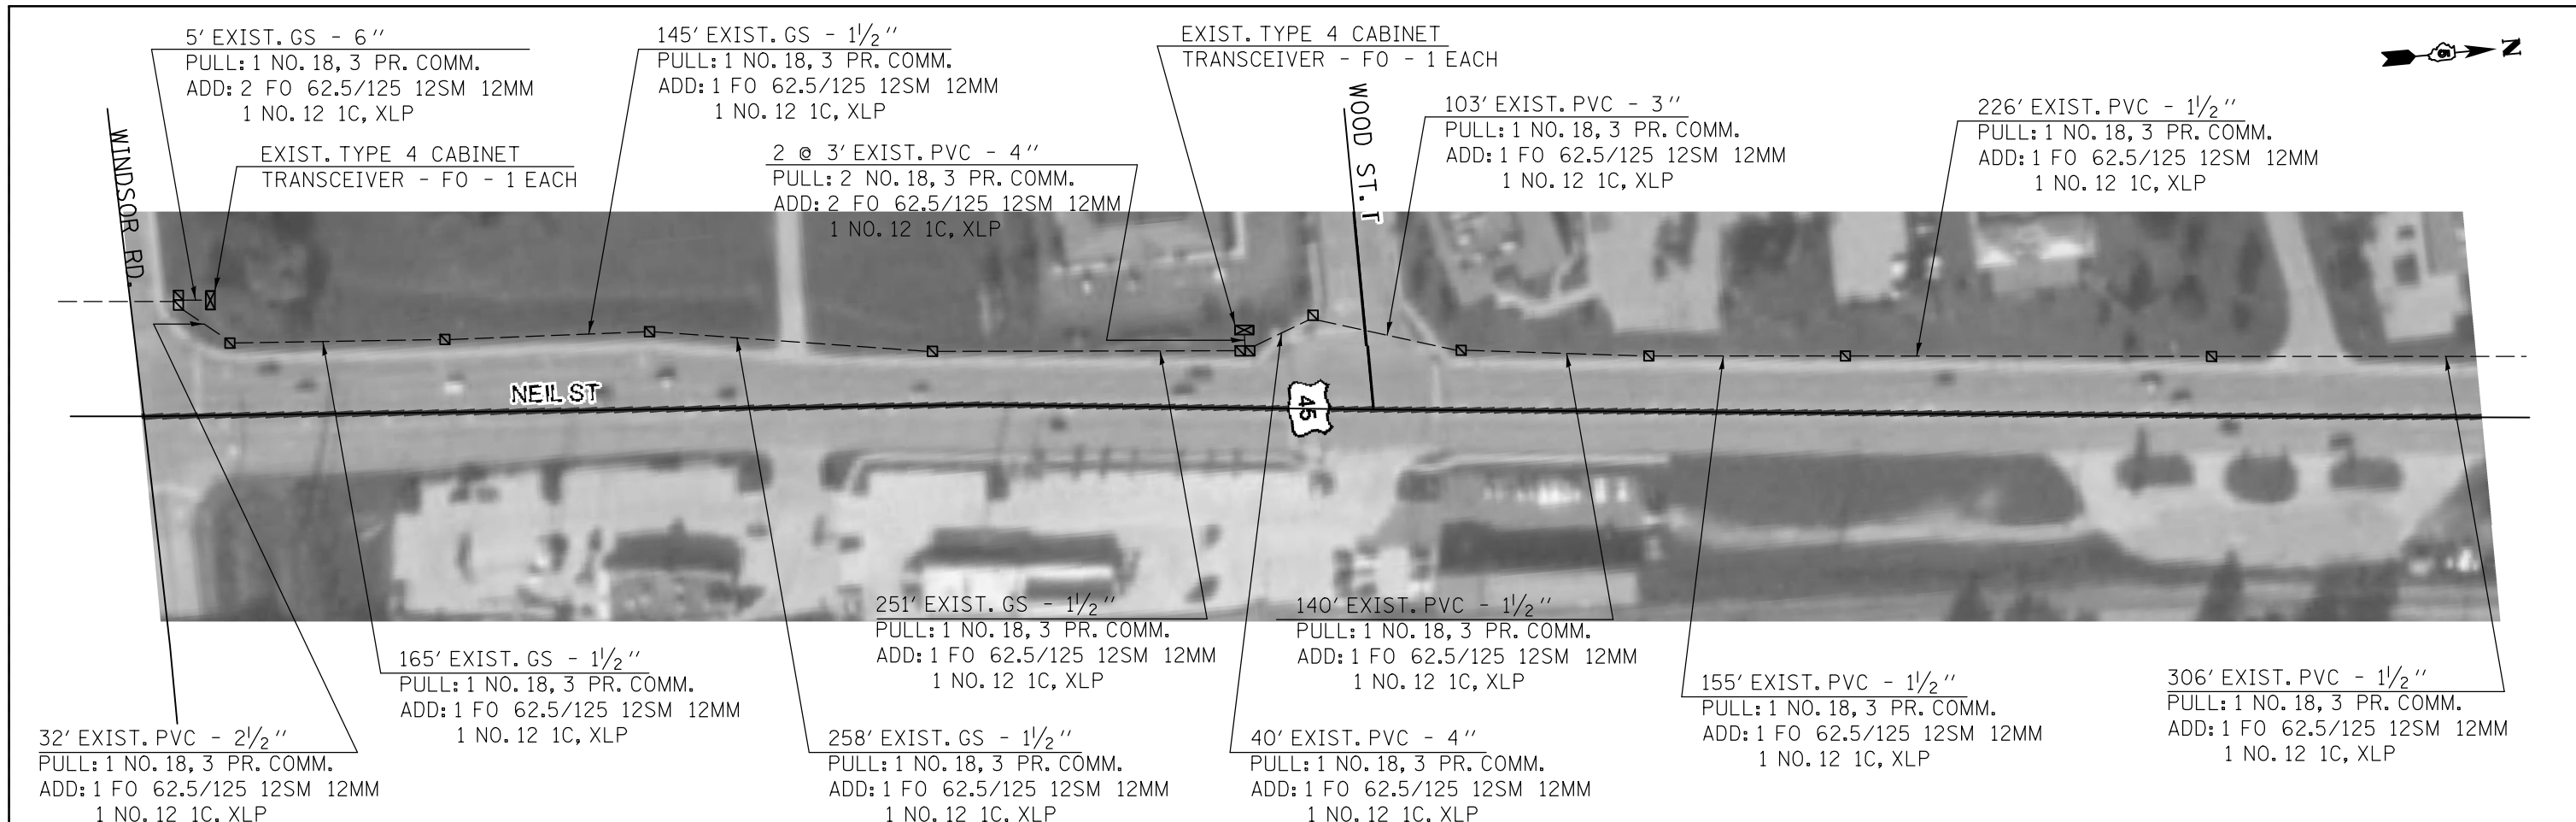 5' EXIST. GS - 6"
PULL: 1 NO. 18, 3 PR. COMM.
ADD: 2 FO 62.5/125 12SM 12MM
1 NO. 12 1C, XLP
145' EXIST. GS - 1½"
PULL: 1 NO. 18, 3 PR. COMM.
ADD: 1 FO 62.5/125 12SM 12MM
1 NO. 12 1C, XLP
EXIST. TYPE 4 CABINET
TRANSCEIVER - FO - 1 EACH
N
103' EXIST. PVC - 3"
PULL: 1 NO. 18, 3 PR. COMM.
ADD: 1 FO 62.5/125 12SM 12MM
1 NO. 12 1C, XLP
226' EXIST. PVC - 1½"
PULL: 1 NO. 18, 3 PR. COMM.
ADD: 1 FO 62.5/125 12SM 12MM
1 NO. 12 1C, XLP
WINDSOR RD.
EXIST. TYPE 4 CABINET
TRANSCEIVER - FO - 1 EACH
2 @ 3' EXIST. PVC - 4"
PULL: 2 NO. 18, 3 PR. COMM.
ADD: 2 FO 62.5/125 12SM 12MM
1 NO. 12 1C, XLP
WOOD ST.T
NEIL ST
45
32' EXIST. PVC - 2½"
PULL: 1 NO. 18, 3 PR. COMM.
ADD: 1 FO 62.5/125 12SM 12MM
1 NO. 12 1C, XLP
165' EXIST. GS - 1½"
PULL: 1 NO. 18, 3 PR. COMM.
ADD: 1 FO 62.5/125 12SM 12MM
1 NO. 12 1C, XLP
258' EXIST. GS - 1½"
PULL: 1 NO. 18, 3 PR. COMM.
ADD: 1 FO 62.5/125 12SM 12MM
1 NO. 12 1C, XLP
251' EXIST. GS - 1½"
PULL: 1 NO. 18, 3 PR. COMM.
ADD: 1 FO 62.5/125 12SM 12MM
1 NO. 12 1C, XLP
40' EXIST. PVC - 4"
PULL: 1 NO. 18, 3 PR. COMM.
ADD: 1 FO 62.5/125 12SM 12MM
1 NO. 12 1C, XLP
140' EXIST. PVC - 1½"
PULL: 1 NO. 18, 3 PR. COMM.
ADD: 1 FO 62.5/125 12SM 12MM
1 NO. 12 1C, XLP
155' EXIST. PVC - 1½"
PULL: 1 NO. 18, 3 PR. COMM.
ADD: 1 FO 62.5/125 12SM 12MM
1 NO. 12 1C, XLP
306' EXIST. PVC - 1½"
PULL: 1 NO. 18, 3 PR. COMM.
ADD: 1 FO 62.5/125 12SM 12MM
1 NO. 12 1C, XLP